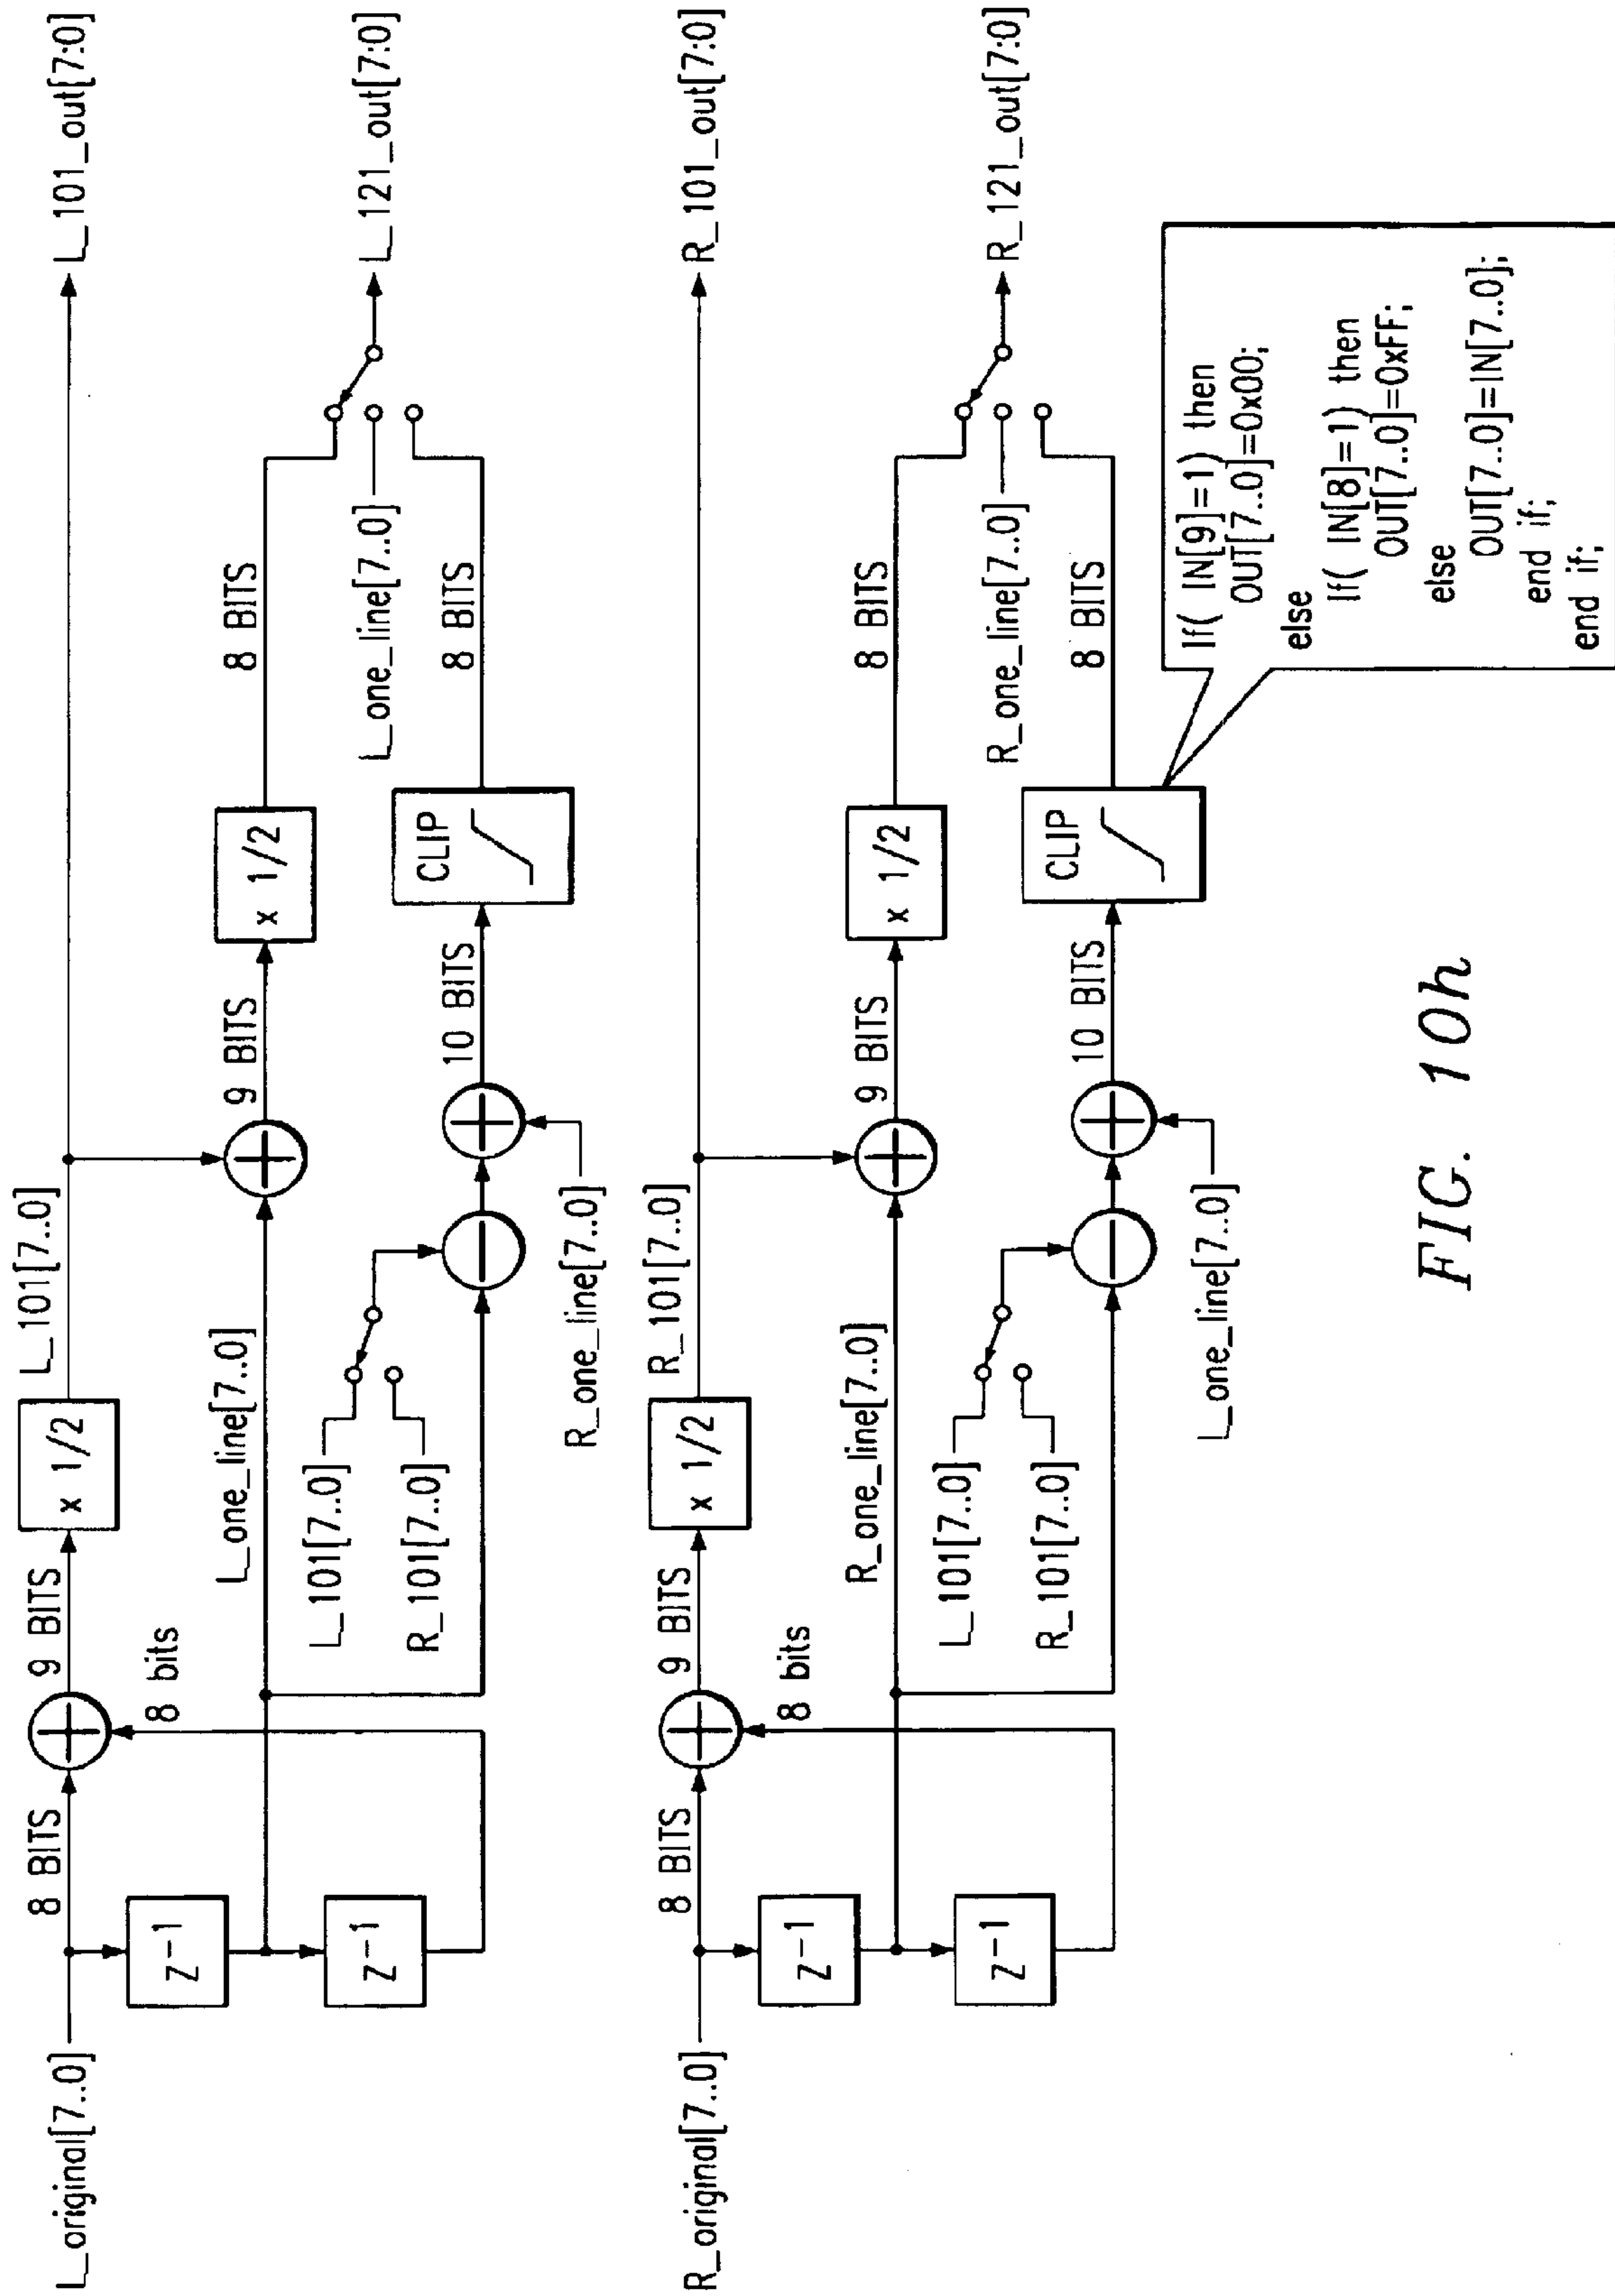 L_original[7..0]
8 BITS
z-1
z-1
8 bits
9 BITS
x 1/2
L_101[7..0]
L_one_line[7..0]
L_101[7..0]
R_101[7..0]
R_one_line[7..0]
9 BITS
10 BITS
x 1/2
CLIP
8 BITS
L_one_line[7..0]
8 BITS
L_101_out[7:0]
L_121_out[7:0]
R_original[7..0]
8 BITS
z-1
z-1
8 bits
9 BITS
x 1/2
R_101[7..0]
R_one_line[7..0]
L_101[7..0]
R_101[7..0]
L_one_line[7..0]
9 BITS
10 BITS
x 1/2
CLIP
8 BITS
R_one_line[7..0]
8 BITS
R_101_out[7:0]
R_121_out[7:0]
If( IN[9]=1) then
OUT[7..0]=0x00;
else
If( IN[8]=1) then
OUT[7..0]=0xFF;
else
OUT[7..0]=IN[7..0];
end if;
end if;
FIG. 10h